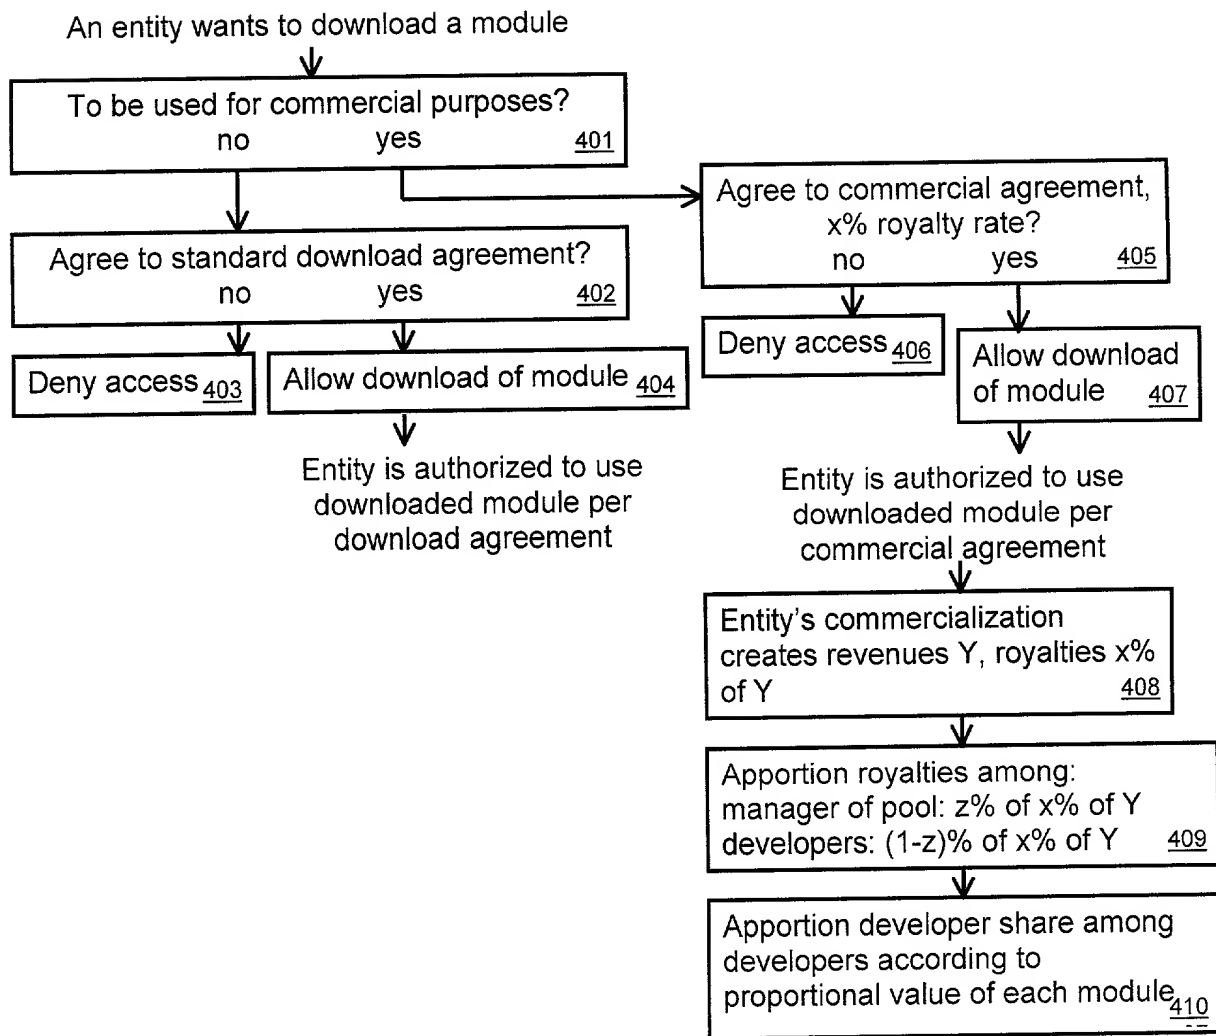 An entity wants to download a module
To be used for commercial purposes?
no yes 401
Agree to standard download agreement?
no yes 402
Deny access 403
Allow download of module 404
Entity is authorized to use
downloaded module per
download agreement
Agree to commercial agreement,
x% royalty rate?
no yes 405
Deny access 406
Allow download
of module 407
Entity is authorized to use
downloaded module per
commercial agreement
Entity's commercialization
creates revenues Y, royalties x%
of Y 408
Apportion royalties among:
manager of pool: z% of x% of Y
developers: (1-z)% of x% of Y 409
Apportion developer share among
developers according to
proportional value of each module 410